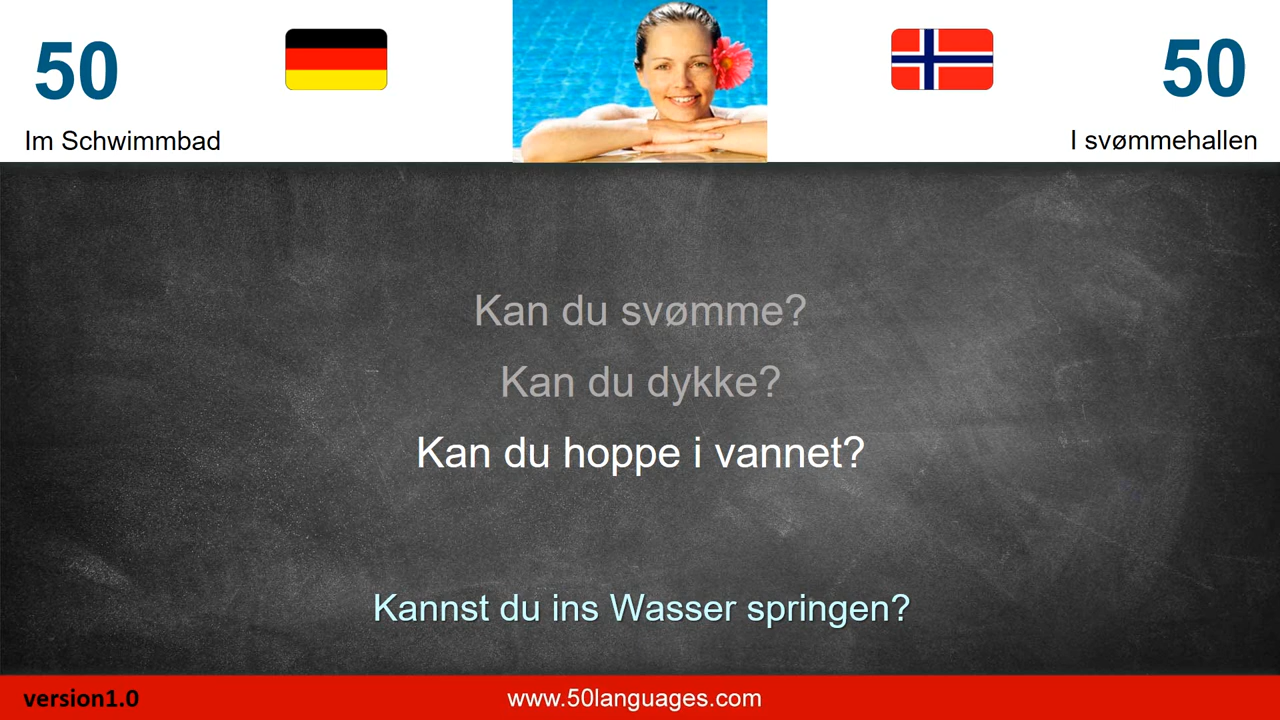 50
50
Im Schwimmbad
I svømmehallen
Kan du svømme?
Kan du dykke?
Kan du hoppe i vannet?
Kannst du ins Wasser springen?
version1.0
www.50languages.com